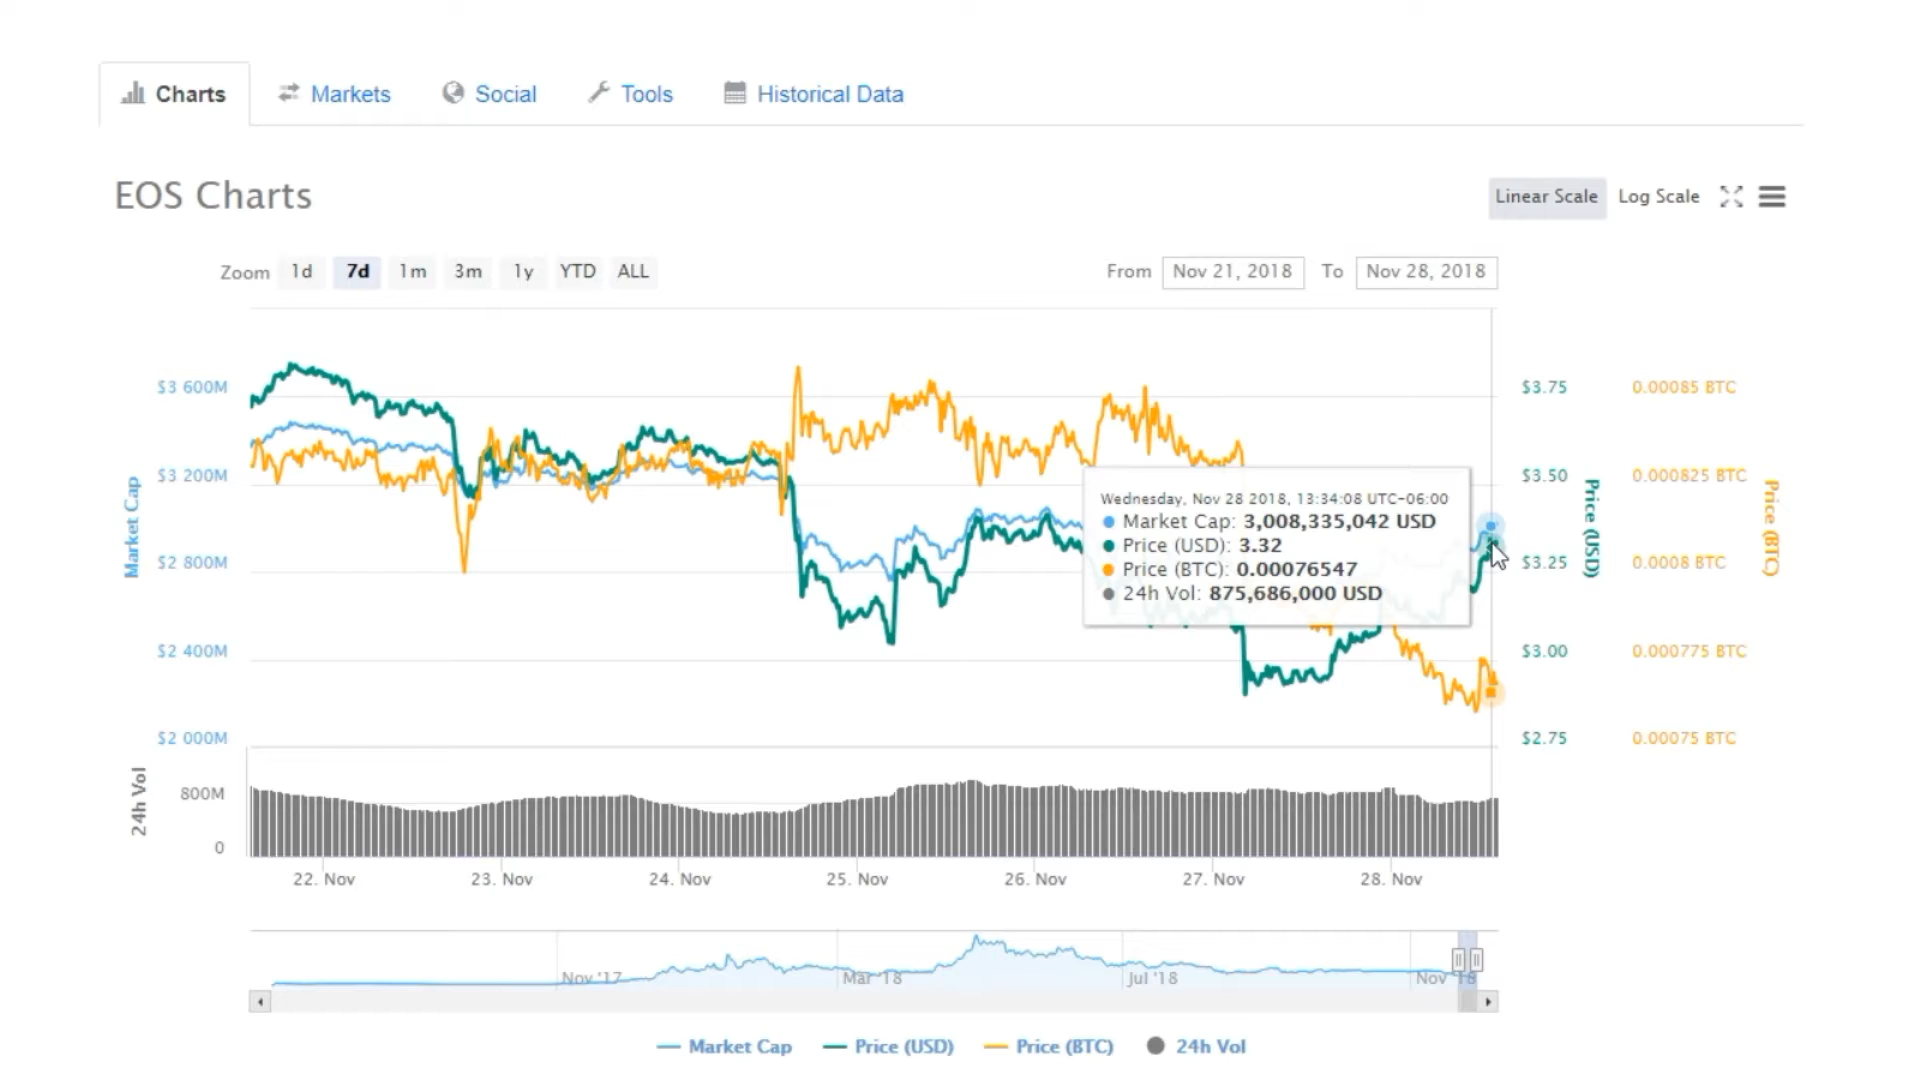 Charts Markets Social Tools Historical Data
EOS Charts
Linear Scale Log Scale
Zoom 1d 7d 1m 3m 1y YTD ALL
From Nov 21, 2018 To Nov 28, 2018
$3 600M $3.75 0.00085 BTC
$3 200M $3.50 0.000825 BTC
$2 800M $3.25 0.0008 BTC
$2 400M $3.00 0.000775 BTC
$2 000M $2.75 0.00075 BTC
Market Cap
Price (USD)
Price (BTC)
Wednesday, Nov 28 2018, 13:34:08 UTC-06:00
Market Cap: 3,008,335,042 USD
Price (USD): 3.32
Price (BTC): 0.00076547
24h Vol: 875,686,000 USD
24h Vol
800M
0
22. Nov 23. Nov 24. Nov 25. Nov 26. Nov 27. Nov 28. Nov
Nov '17 Mar '18 Jul '18 Nov '18
Market Cap Price (USD) Price (BTC) 24h Vol